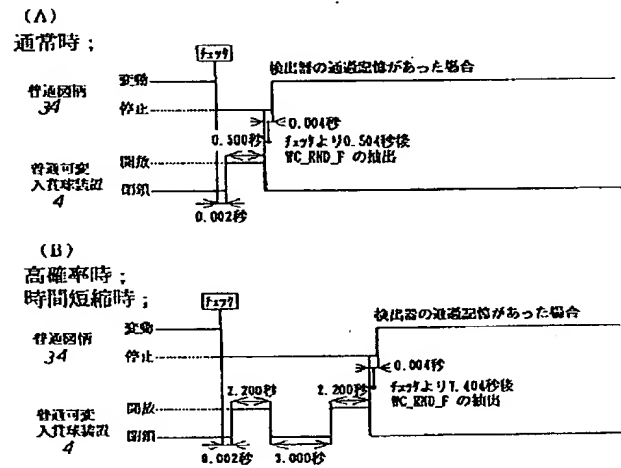 (A)
通常時；
チェック
検出器の通過記憶があった場合
変動
普通図柄
34
停止
0.004秒
0.500秒
チェックより0.504秒後
WC_RND_F の抽出
普通可変
開放
入賞球装置
4
閉鎖
0.002秒
(B)
高確率時；
時間短縮時；
チェック
検出器の通過記憶があった場合
変動
普通図柄
34
停止
0.004秒
2.200秒
2.200秒
チェックより7.404秒後
WC_RND_F の抽出
普通可変
開放
入賞球装置
4
閉鎖
0.002秒
3.000秒